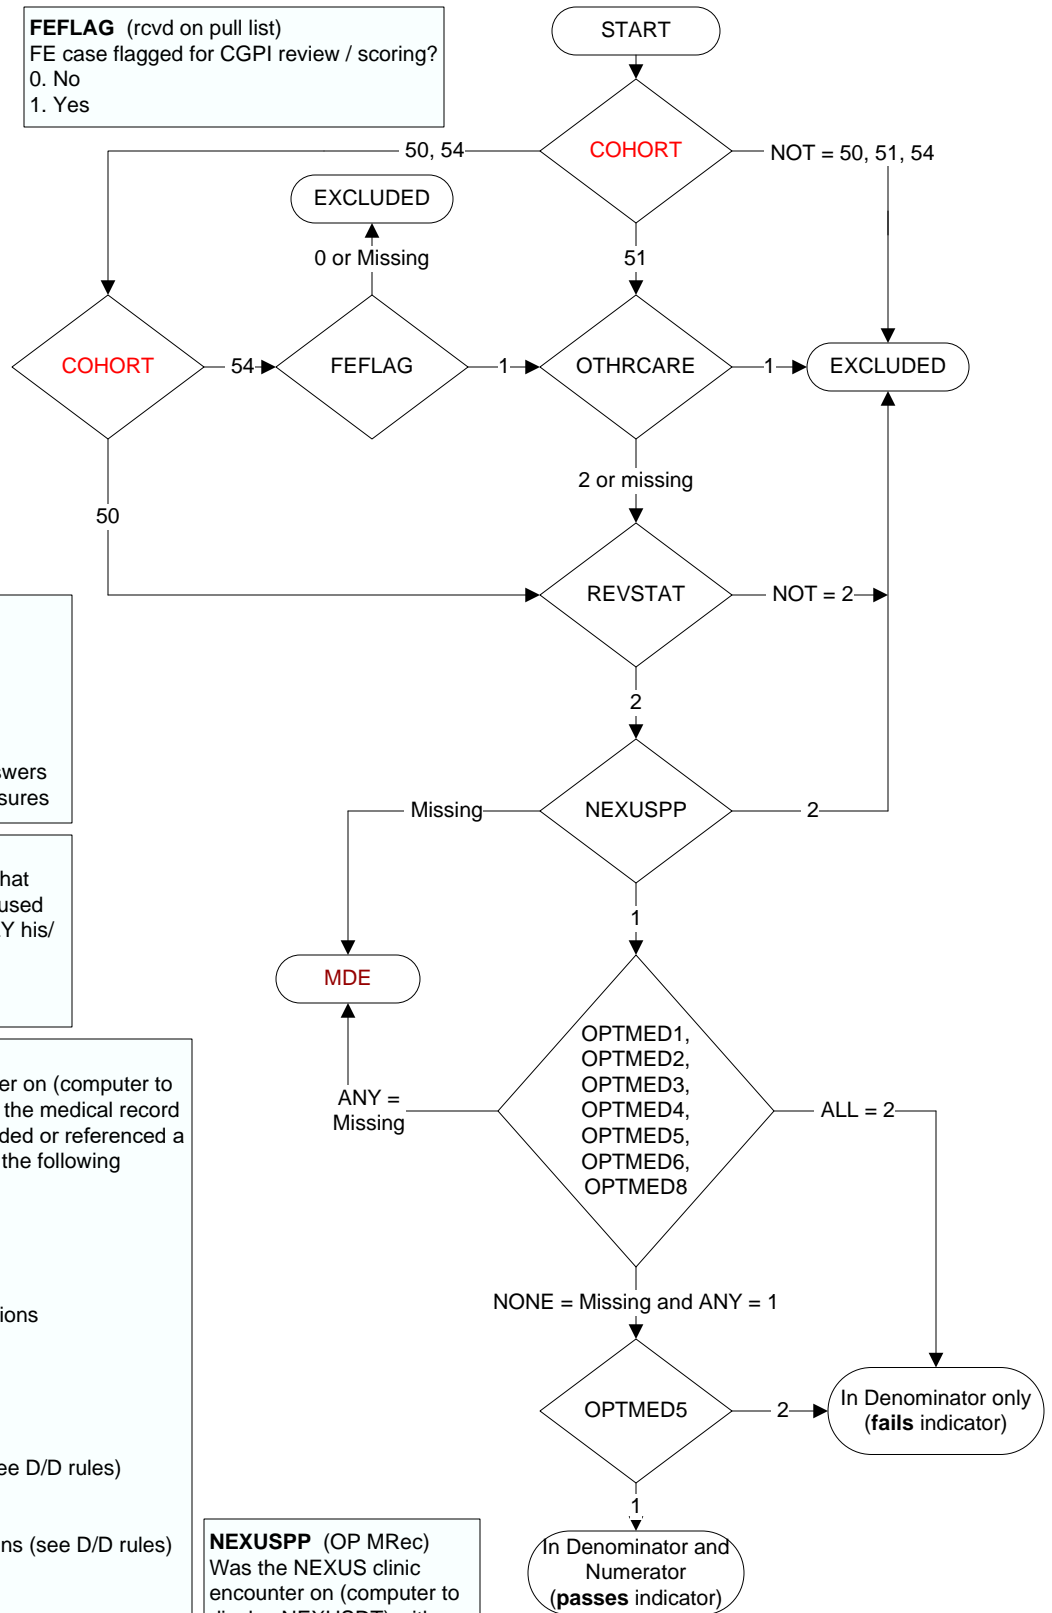 FEFLAG (rcvd on pull list)
FE case flagged for CGPI review / scoring?
0. No
1. Yes
START
COHORT
50, 54
NOT = 50, 51, 54
EXCLUDED
0 or Missing
51
COHORT
54
FEFLAG
1
OTHRCARE
1
EXCLUDED
2 or missing
50
REVSTAT
NOT = 2
2
swers
sures
NEXUSPP
Missing
2
hat
used
Y his/
1
MDE
OPTMED1,
OPTMED2,
OPTMED3,
OPTMED4,
OPTMED5,
OPTMED6,
OPTMED8
ANY =
Missing
ALL = 2
er on (computer to
the medical record
ded or referenced a
the following
ions
ee D/D rules)
ns (see D/D rules)
NONE = Missing and ANY = 1
OPTMED5
2
In Denominator only
(fails indicator)
1
In Denominator and
Numerator
(passes indicator)
NEXUSPP (OP MRec)
Was the NEXUS clinic
encounter on (computer to